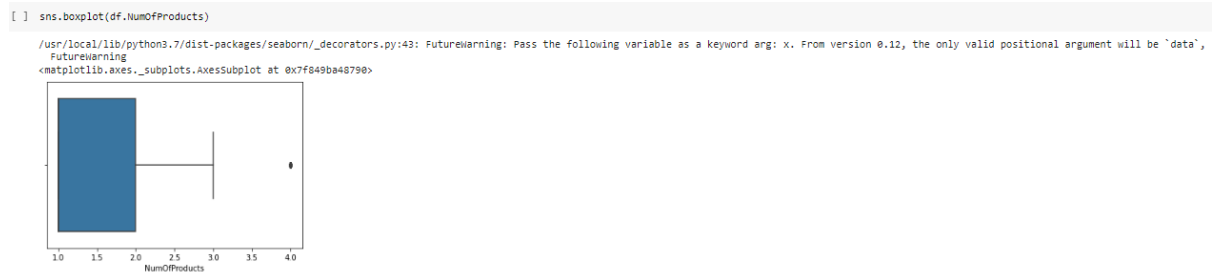 [ ] sns.boxplot(df.NumOfProducts)
/usr/local/lib/python3.7/dist-packages/seaborn/_decorators.py:43: FutureWarning: Pass the following variable as a keyword arg: x. From version 0.12, the only valid positional argument will be `data`,
FutureWarning
<matplotlib.axes._subplots.AxesSubplot at 0x7f849ba48790>
1.0 1.5 2.0 2.5 3.0 3.5 4.0
NumOfProducts